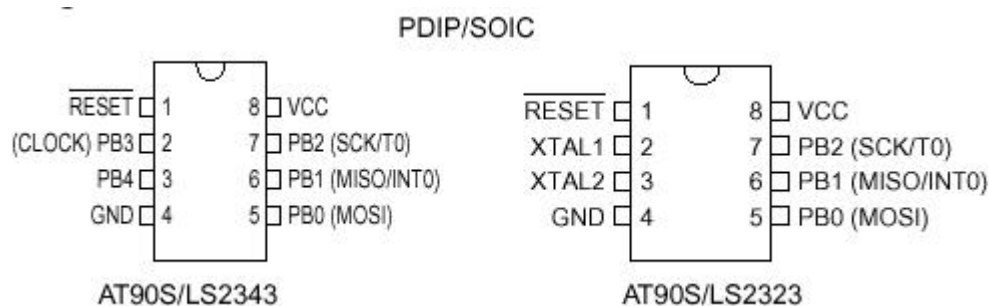 PDIP/SOIC
RESET 1 8 VCC
(CLOCK) PB3 2 7 PB2 (SCK/T0)
PB4 3 6 PB1 (MISO/INT0)
GND 4 5 PB0 (MOSI)
AT90S/LS2343
RESET 1 8 VCC
XTAL1 2 7 PB2 (SCK/T0)
XTAL2 3 6 PB1 (MISO/INT0)
GND 4 5 PB0 (MOSI)
AT90S/LS2323